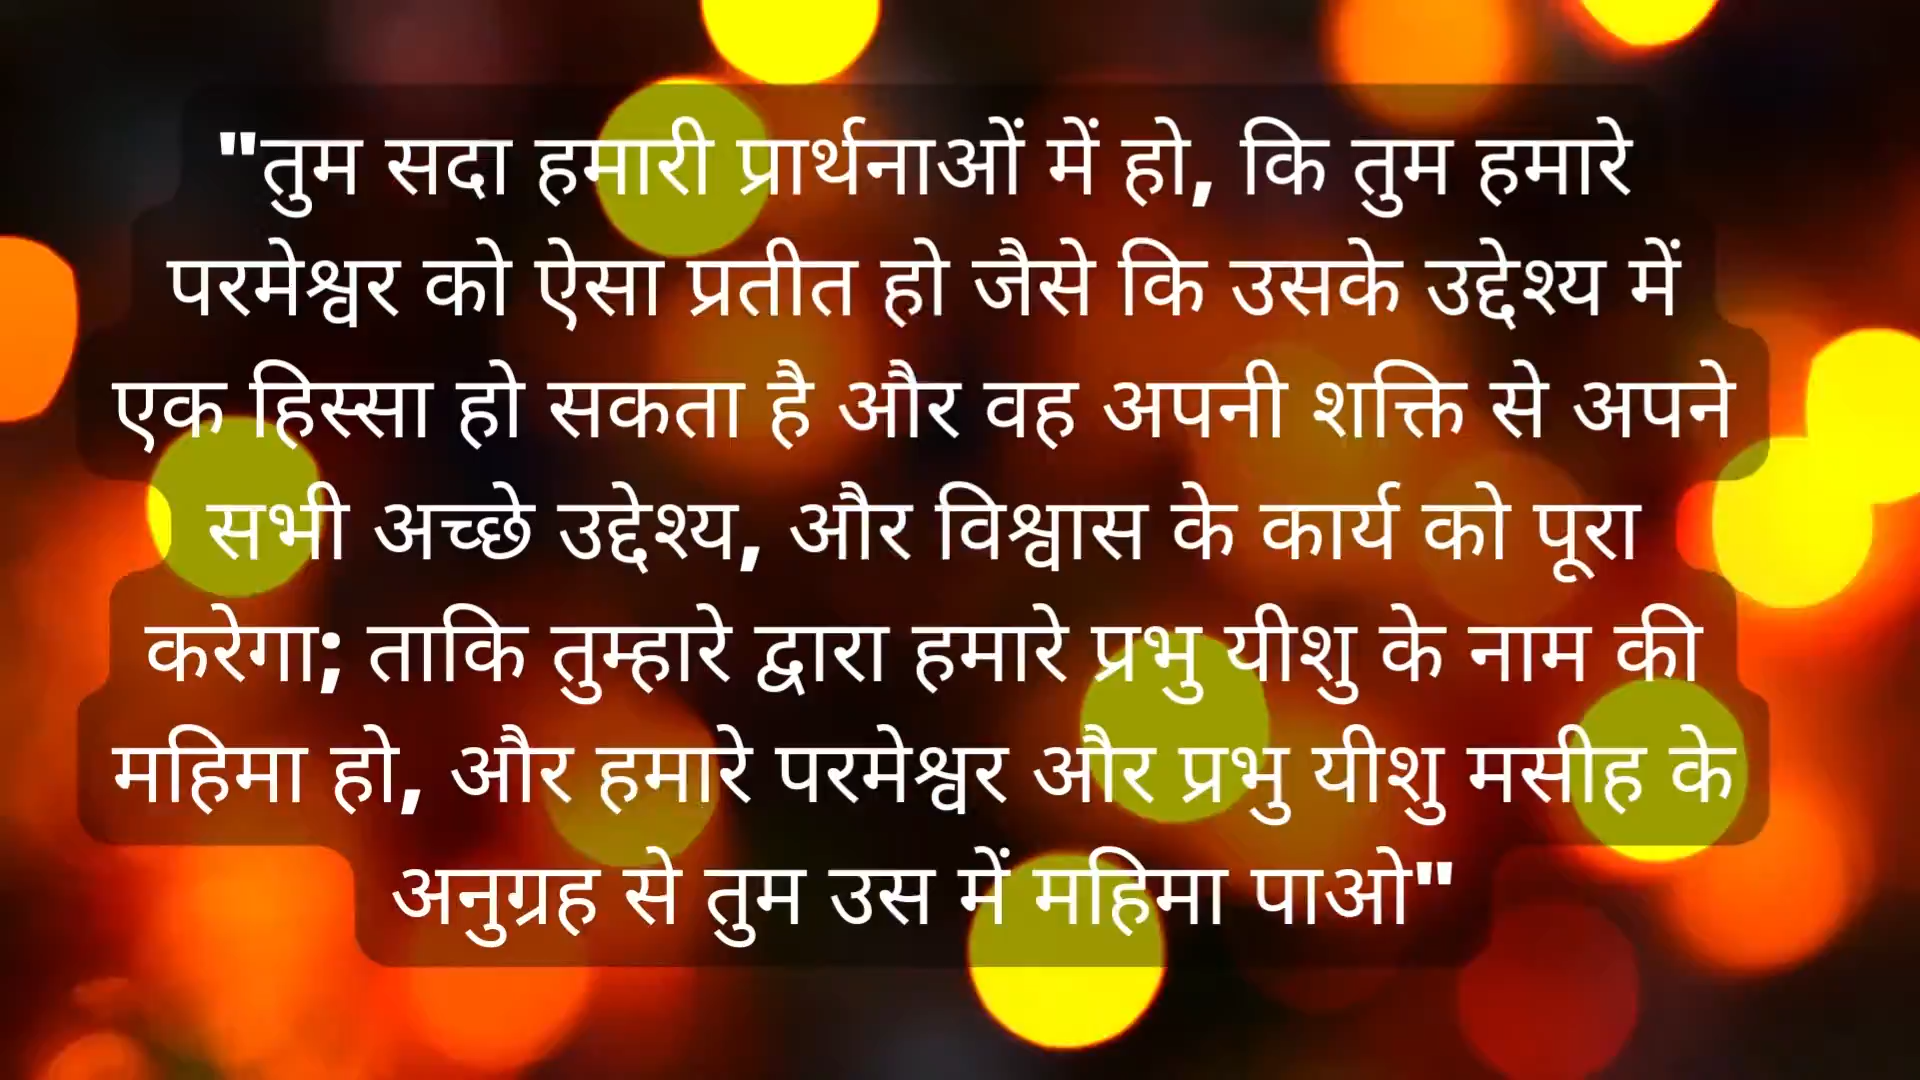 "तुम सदा हमारी प्रार्थनाओं में हो, कि तुम हमारे
परमेश्वर को ऐसा प्रतीत हो जैसे कि उसके उद्देश्य में
एक हिस्सा हो सकता है और वह अपनी शक्ति से अपने
सभी अच्छे उद्देश्य, और विश्वास के कार्य को पूरा
करेगा; ताकि तुम्हारे द्वारा हमारे प्रभु यीशु के नाम की
महिमा हो, और हमारे परमेश्वर और प्रभु यीशु मसीह के
अनुग्रह से तुम उस में महिमा पाओ"